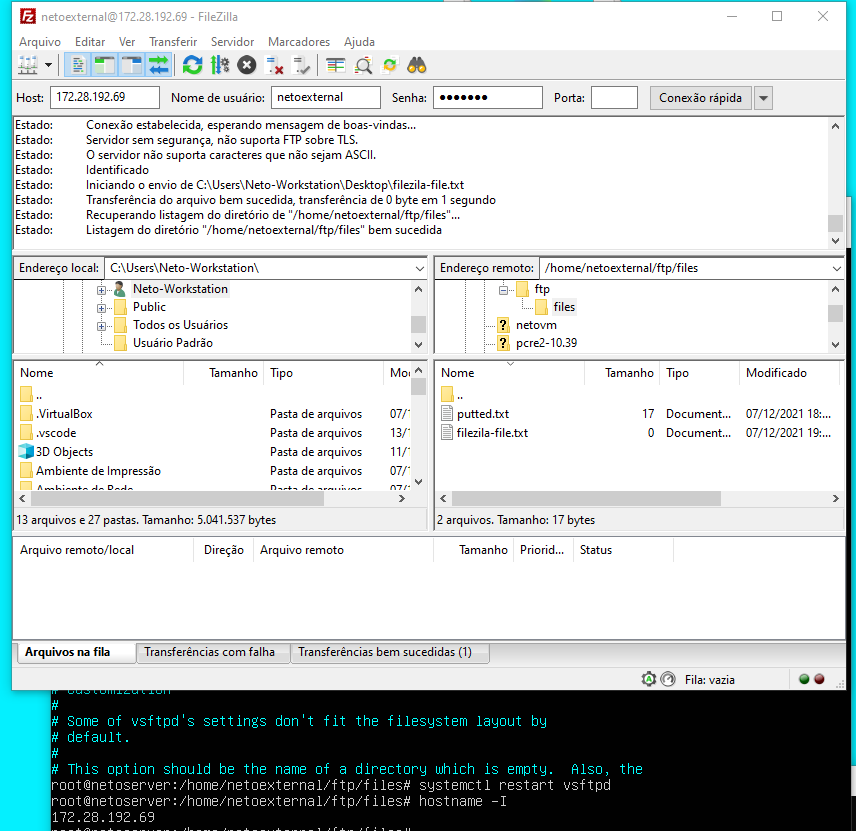 netoexternal@172.28.192.69 - FileZilla
Arquivo Editar Ver Transferir Servidor Marcadores Ajuda
Host: 172.28.192.69 Nome de usuário: netoexternal Senha: ●●●●●●● Porta: Conexão rápida
Estado: Conexão estabelecida, esperando mensagem de boas-vindas...
Estado: Servidor sem segurança, não suporta FTP sobre TLS.
Estado: O servidor não suporta caracteres que não sejam ASCII.
Estado: Identificado
Estado: Iniciando o envio de C:\Users\Neto-Workstation\Desktop\filezila-file.txt
Estado: Transferência do arquivo bem sucedida, transferência de 0 byte em 1 segundo
Estado: Recuperando listagem do diretório de "/home/netoexternal/ftp/files"...
Estado: Listagem do diretório "/home/netoexternal/ftp/files" bem sucedida
Endereço local: C:\Users\Neto-Workstation\
Neto-Workstation
Public
Todos os Usuários
Usuário Padrão
Endereço remoto: /home/netoexternal/ftp/files
ftp
files
? netovm
? pcre2-10.39
Nome Tamanho Tipo Mo
..
.VirtualBox Pasta de arquivos 07/
.vscode Pasta de arquivos 13/
3D Objects Pasta de arquivos 11/
Ambiente de Impressão Pasta de arquivos 07/
Ambiente de Rede Pasta de arquivos 07/
13 arquivos e 27 pastas. Tamanho: 5.041.537 bytes
Nome Tamanho Tipo Modificado
..
putted.txt 17 Document... 07/12/2021 18:...
filezila-file.txt 0 Document... 07/12/2021 19:...
2 arquivos. Tamanho: 17 bytes
Arquivo remoto/local Direção Arquivo remoto Tamanho Priorid... Status
Arquivos na fila Transferências com falha Transferências bem sucedidas (1)
Fila: vazia
# Customization
#
# Some of vsftpd's settings don't fit the filesystem layout by
# default.
#
# This option should be the name of a directory which is empty. Also, the
root@netoserver:/home/netoexternal/ftp/files# systemctl restart vsftpd
root@netoserver:/home/netoexternal/ftp/files# hostname -I
172.28.192.69
root@netoserver:/home/netoexternal/ftp/files#